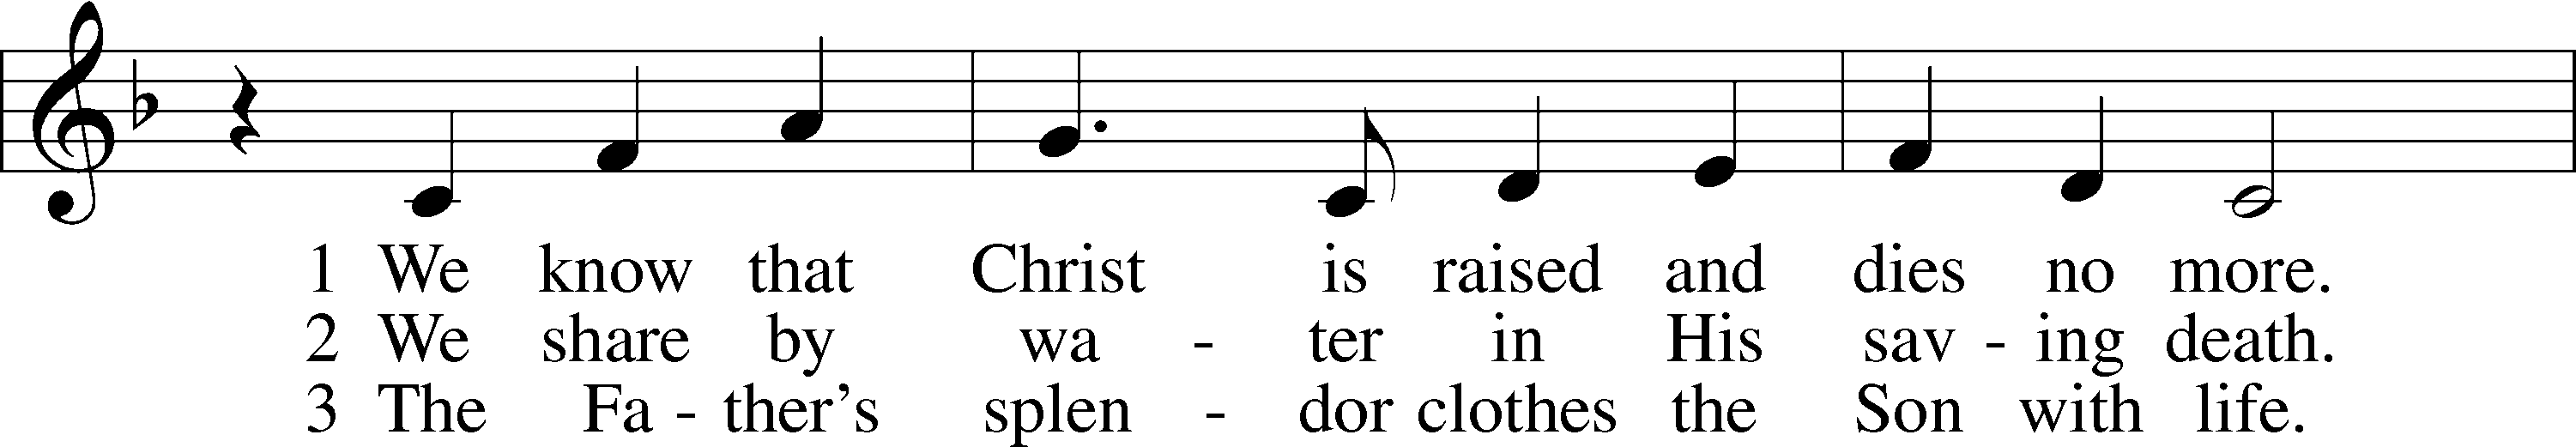 1 We know that Christ is raised and dies no more.
2 We share by wa - ter in His sav - ing death.
3 The Fa - ther's splen - dor clothes the Son with life.